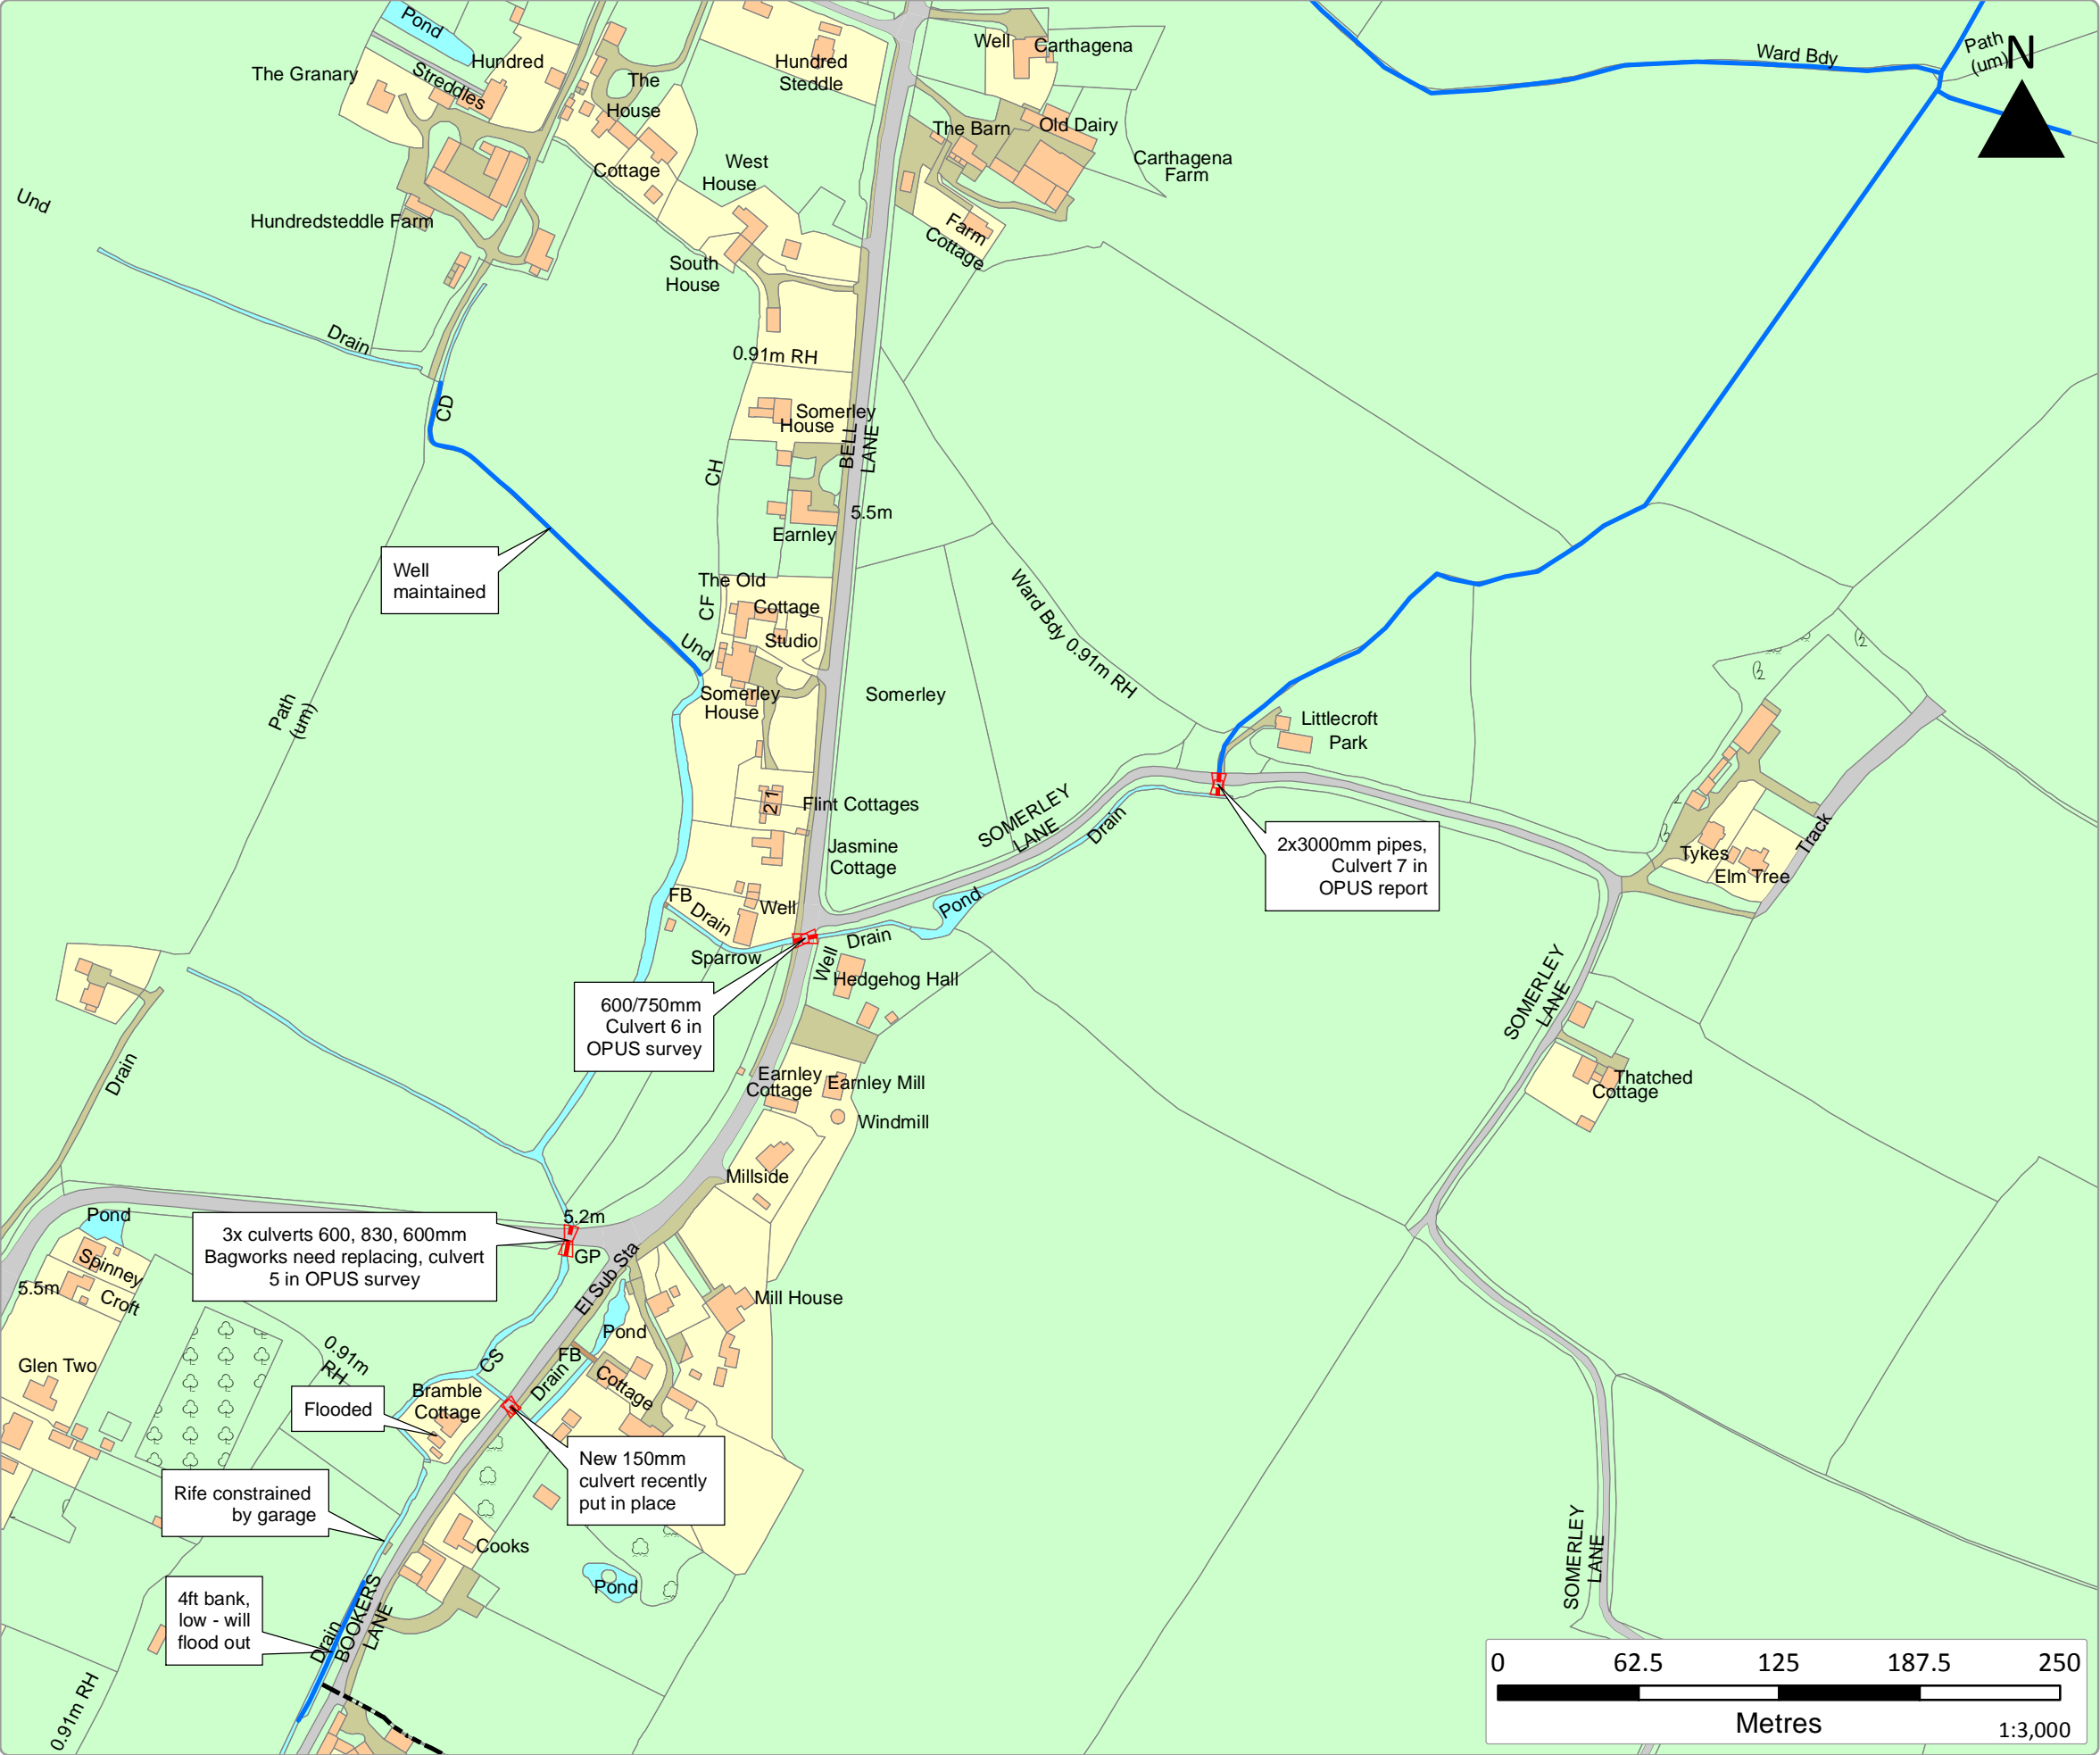 Pond
Hundred
The Granary
Streddles
The
House
Hundred
Steddle
Well
Carthagena
Ward Bdy
Path
(um)
N
The Barn
Old Dairy
Carthagena
Farm
Cottage
West
House
Und
Hundredsteddle Farm
Farm
Cottage
South
House
Drain
0.91m RH
CD
Somerley
House
BELL
LANE
CH
5.5m
Earnley
Well
maintained
The Old
CF
Cottage
Studio
Und
Ward Bdy 0.91m RH
Somerley
House
Somerley
Path
(um)
Littlecroft
Park
2 1
Flint Cottages
SOMERLEY
LANE
Drain
Jasmine
Cottage
2x3000mm pipes,
Culvert 7 in
OPUS report
Track
Tykes
Elm Tree
FB
Drain
Well
Pond
Drain
Sparrow
Well
Hedgehog Hall
600/750mm
Culvert 6 in
OPUS survey
SOMERLEY
LANE
Drain
Earnley
Cottage
Earnley Mill
Windmill
Thatched
Cottage
Millside
Pond
5.2m
3x culverts 600, 830, 600mm
Bagworks need replacing, culvert
5 in OPUS survey
GP
El Sub Sta
Spinney
5.5m
Croft
Mill House
Pond
0.91m
RH
CS
FB
Glen Two
Drain
Cottage
Bramble
Cottage
Flooded
New 150mm
culvert recently
put in place
Rife constrained
by garage
Cooks
Pond
SOMERLEY
LANE
4ft bank,
low - will
flood out
Drain
BOOKERS
LANE
0.91m RH
0 62.5 125 187.5 250
Metres
1:3,000